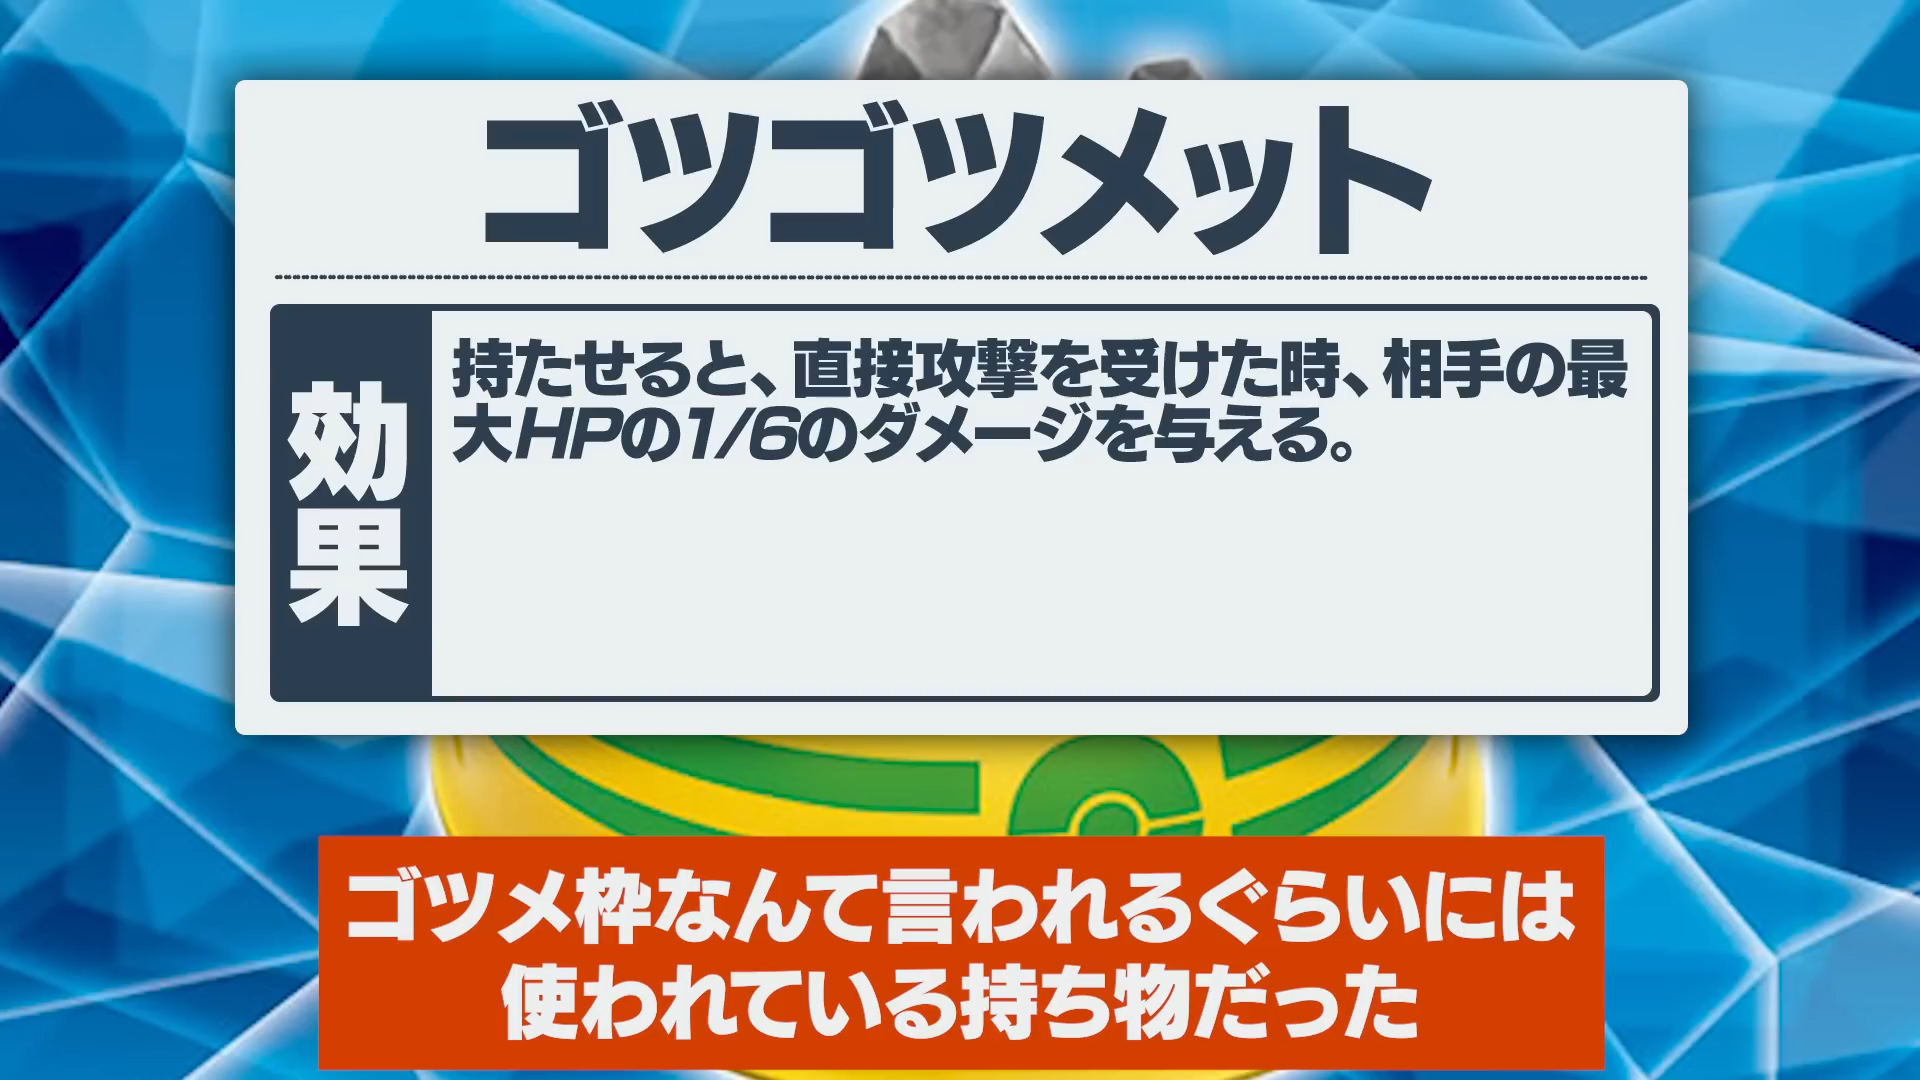 ゴツゴツメット
効果
持たせると、直接攻撃を受けた時、相手の最
大HPの1/6のダメージを与える。
ゴツメ枠なんて言われるぐらいには
使われている持ち物だった